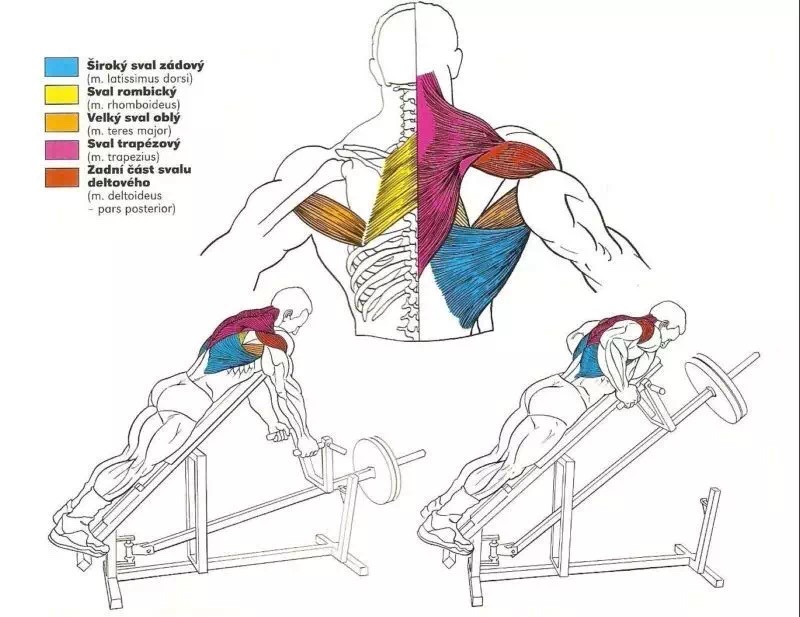 Široký sval zádový
(m. latissimus dorsi)
Sval rombický
(m. rhomboideus)
Velký sval oblý
(m. teres major)
Sval trapézový
(m. trapezius)
Zadní část svalu
deltového
(m. deltoideus
– pars posterior)